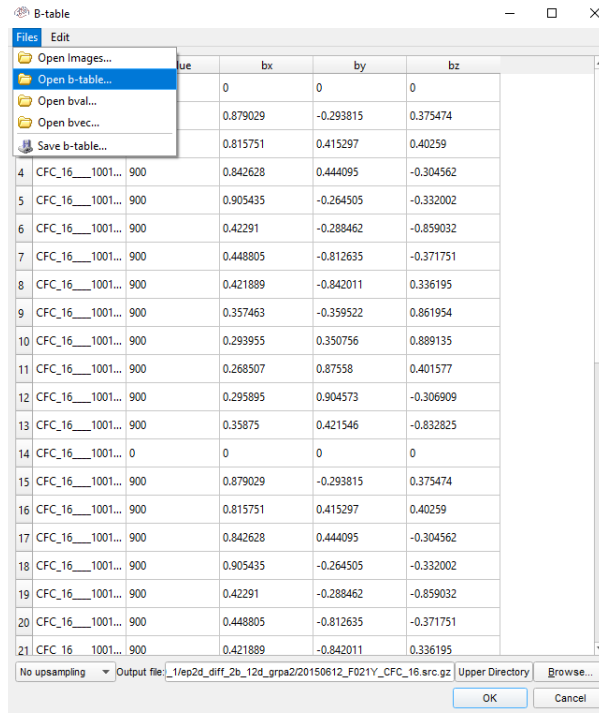 B-table
Files Edit
Open Images...
Open b-table...
Open bval...
Open bvec...
Save b-table...
lue bx by bz
0 0 0
0.879029 -0.293815 0.375474
0.815751 0.415297 0.40259
4 CFC_16___1001... 900 0.842628 0.444095 -0.304562
5 CFC_16___1001... 900 0.905435 -0.264505 -0.332002
6 CFC_16___1001... 900 0.42291 -0.288462 -0.859032
7 CFC_16___1001... 900 0.448805 -0.812635 -0.371751
8 CFC_16___1001... 900 0.421889 -0.842011 0.336195
9 CFC_16___1001... 900 0.357463 -0.359522 0.861954
10 CFC_16___1001... 900 0.293955 0.350756 0.889135
11 CFC_16___1001... 900 0.268507 0.87558 0.401577
12 CFC_16___1001... 900 0.295895 0.904573 -0.306909
13 CFC_16___1001... 900 0.35875 0.421546 -0.832825
14 CFC_16___1001... 0 0 0 0
15 CFC_16___1001... 900 0.879029 -0.293815 0.375474
16 CFC_16___1001... 900 0.815751 0.415297 0.40259
17 CFC_16___1001... 900 0.842628 0.444095 -0.304562
18 CFC_16___1001... 900 0.905435 -0.264505 -0.332002
19 CFC_16___1001... 900 0.42291 -0.288462 -0.859032
20 CFC_16___1001... 900 0.448805 -0.812635 -0.371751
21 CFC_16___1001... 900 0.421889 -0.842011 0.336195
No upsampling Output file: _1/ep2d_diff_2b_12d_grpa2/20150612_F021Y_CFC_16.src.gz Upper Directory Browse...
OK Cancel